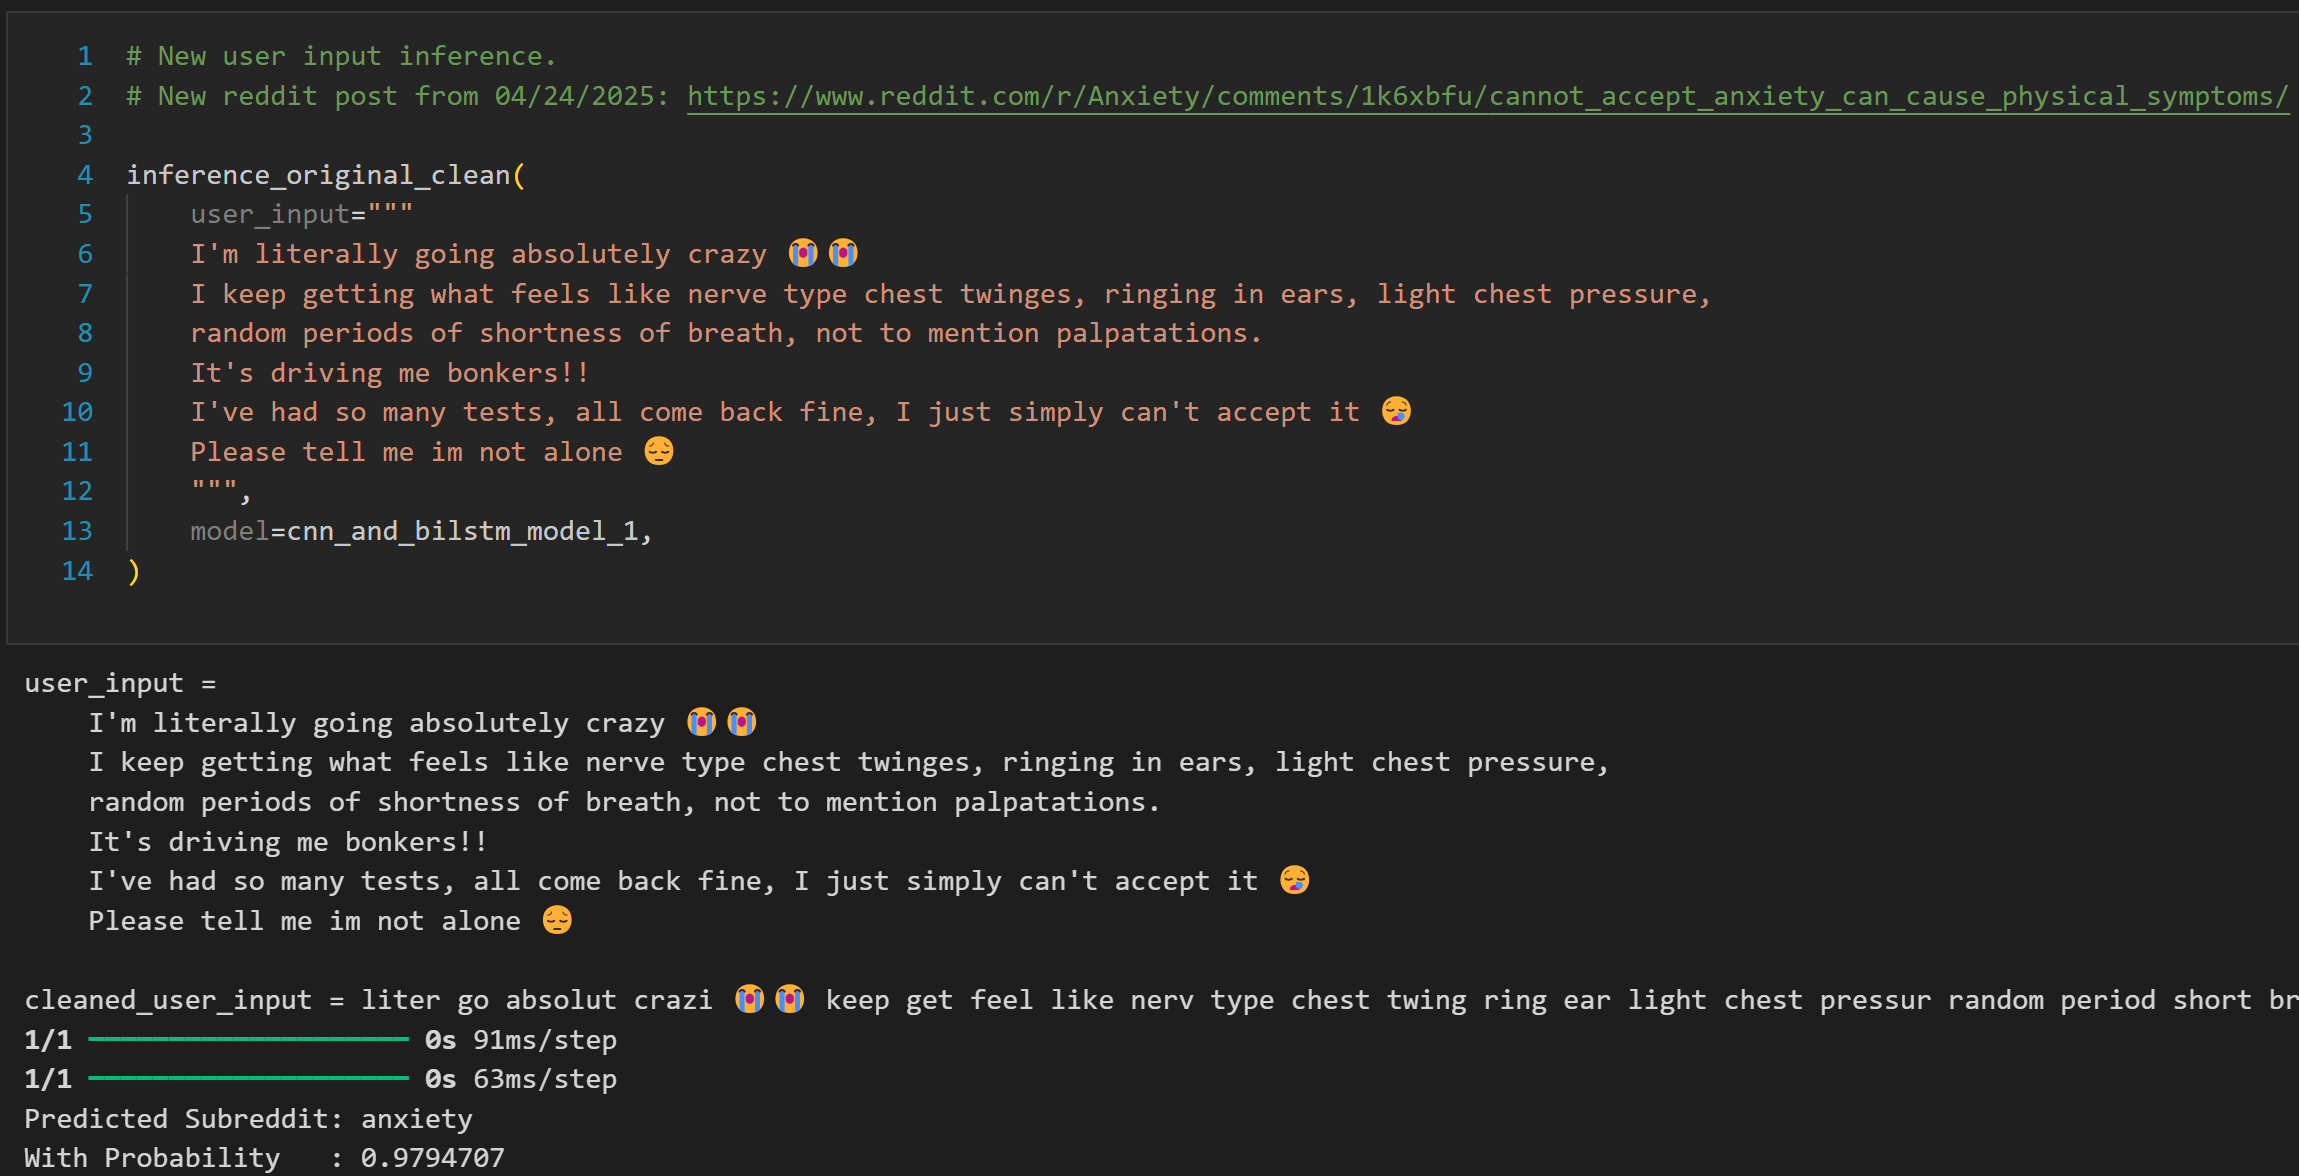 1 # New user input inference.
2 # New reddit post from 04/24/2025: https://www.reddit.com/r/Anxiety/comments/1k6xbfu/cannot_accept_anxiety_can_cause_physical_symptoms/
3
4 inference_original_clean(
5     user_input="""
6     I'm literally going absolutely crazy 😭😭
7     I keep getting what feels like nerve type chest twinges, ringing in ears, light chest pressure,
8     random periods of shortness of breath, not to mention palpatations.
9     It's driving me bonkers!!
10     I've had so many tests, all come back fine, I just simply can't accept it 😪
11     Please tell me im not alone 😔
12     """,
13     model=cnn_and_bilstm_model_1,
14 )
user_input =
    I'm literally going absolutely crazy 😭😭
    I keep getting what feels like nerve type chest twinges, ringing in ears, light chest pressure,
    random periods of shortness of breath, not to mention palpatations.
    It's driving me bonkers!!
    I've had so many tests, all come back fine, I just simply can't accept it 😪
    Please tell me im not alone 😔
cleaned_user_input = liter go absolut crazi 😭😭 keep get feel like nerv type chest twing ring ear light chest pressur random period short br
1/1 ━━━━━━━━━━━━━━━━━━━━ 0s 91ms/step
1/1 ━━━━━━━━━━━━━━━━━━━━ 0s 63ms/step
Predicted Subreddit: anxiety
With Probability   : 0.9794707